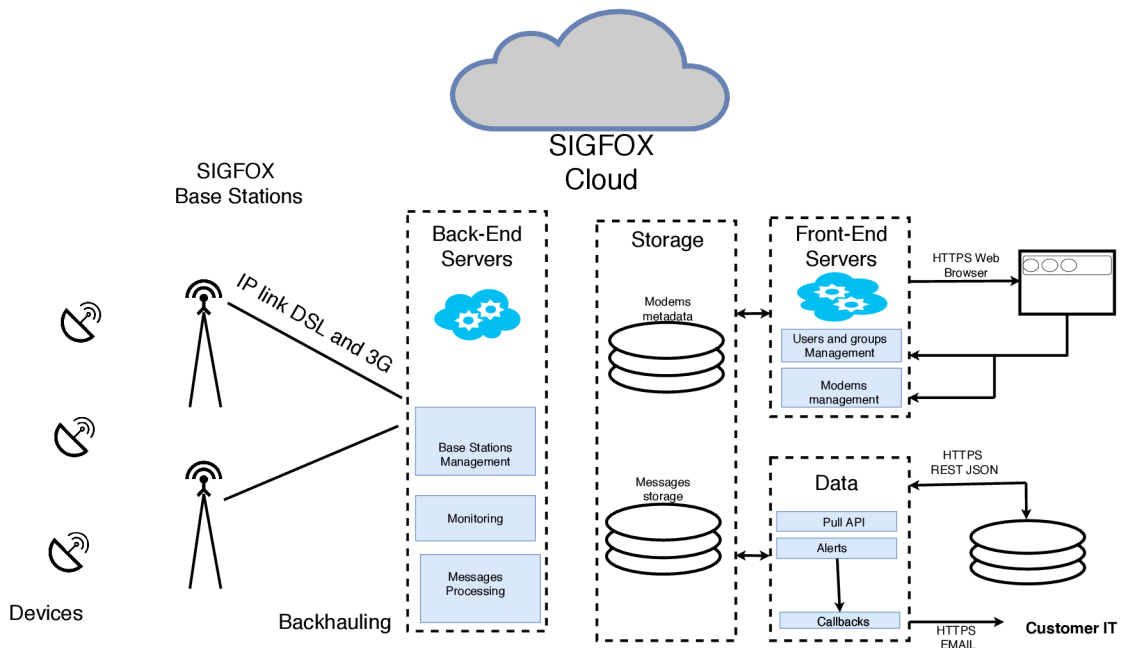 SIGFOX
Cloud
SIGFOX
Base Stations
IP link DSL and 3G
Devices
Backhauling
Back-End
Servers
Base Stations
Management
Monitoring
Messages
Processing
Storage
Modems
metadata
Messages
storage
Front-End
Servers
Users and groups
Management
Modems
management
HTTPS Web
Browser
Data
Pull API
Alerts
Callbacks
HTTPS
REST JSON
HTTPS
EMAIL
Customer IT